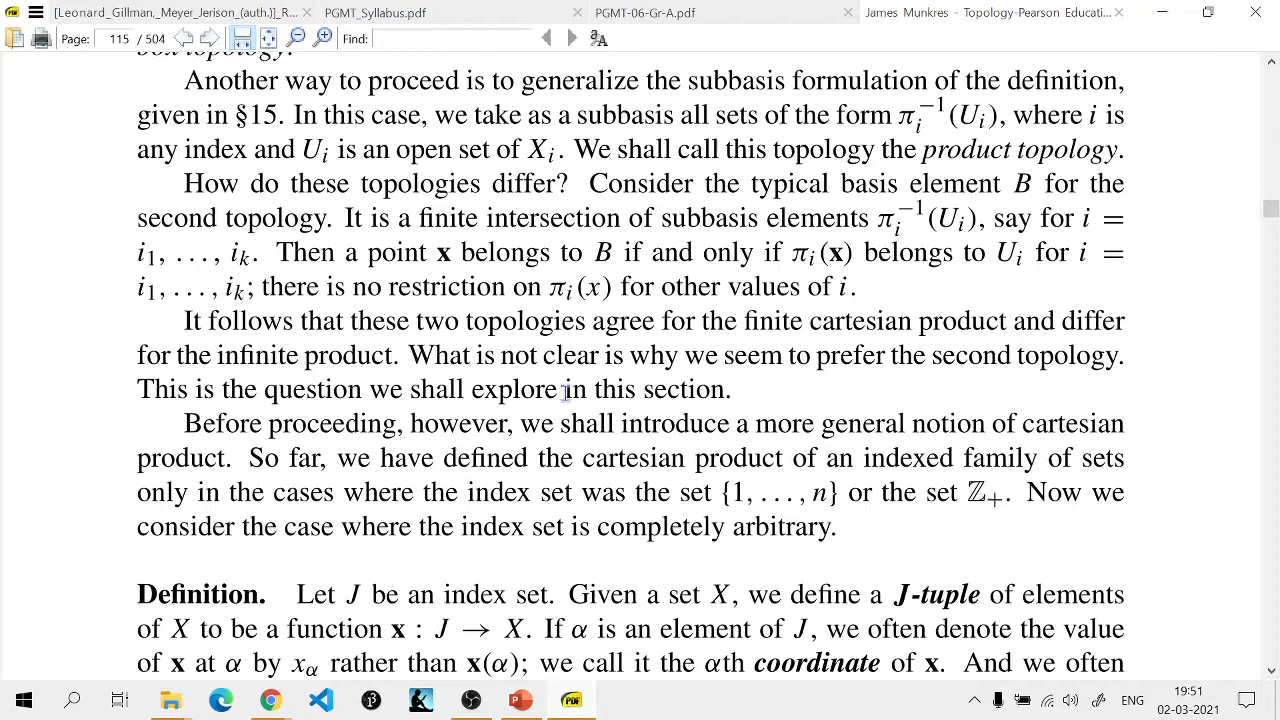 [Leonard_Gillman,_Meyer_Jerison_(auth.)]_R... PGMT_Syllabus.pdf PGMT-06-Gr-A.pdf James Munkres - Topology-Pearson Educati...
Page: 115 / 504 Find:
box topology.
Another way to proceed is to generalize the subbasis formulation of the definition,
given in §15. In this case, we take as a subbasis all sets of the form π_i^{-1}(U_i), where i is
any index and U_i is an open set of X_i. We shall call this topology the product topology.
How do these topologies differ? Consider the typical basis element B for the
second topology. It is a finite intersection of subbasis elements π_i^{-1}(U_i), say for i =
i_1, . . . , i_k. Then a point x belongs to B if and only if π_i(x) belongs to U_i for i =
i_1, . . . , i_k; there is no restriction on π_i(x) for other values of i.
It follows that these two topologies agree for the finite cartesian product and differ
for the infinite product. What is not clear is why we seem to prefer the second topology.
This is the question we shall explore in this section.
Before proceeding, however, we shall introduce a more general notion of cartesian
product. So far, we have defined the cartesian product of an indexed family of sets
only in the cases where the index set was the set {1, . . . , n} or the set ℤ_+. Now we
consider the case where the index set is completely arbitrary.
Definition. Let J be an index set. Given a set X, we define a J-tuple of elements
of X to be a function x : J → X. If α is an element of J, we often denote the value
of x at α by x_α rather than x(α); we call it the αth coordinate of x. And we often
ENG 19:51
02-03-2021